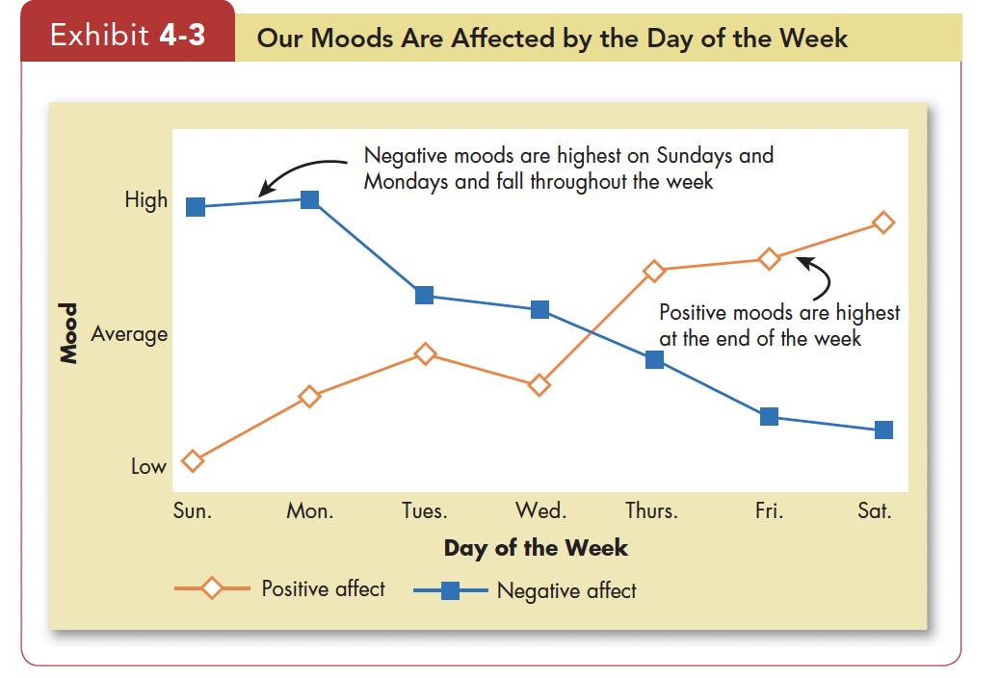 Exhibit 4-3
Our Moods Are Affected by the Day of the Week
Negative moods are highest on Sundays and
Mondays and fall throughout the week
High
Positive moods are highest
at the end of the week
Mood
Average
Low
Sun. Mon. Tues. Wed. Thurs. Fri. Sat.
Day of the Week
Positive affect Negative affect